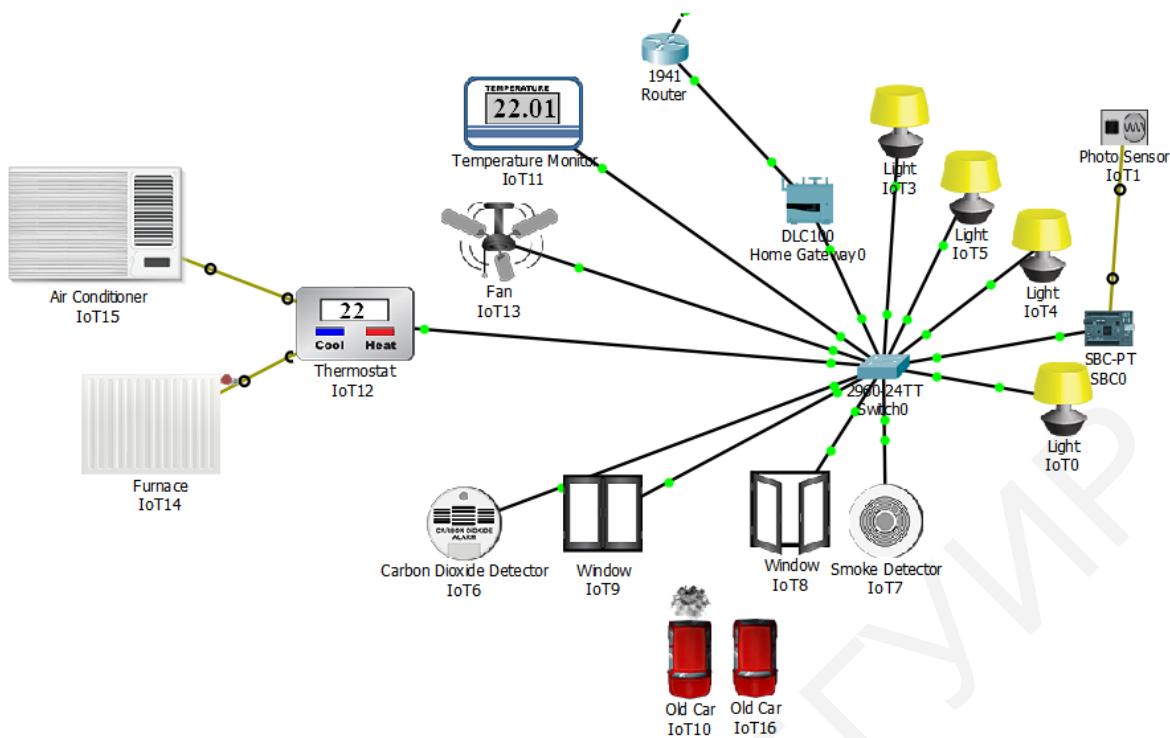 1941
Router
TEMPERATURE
22.01
Temperature Monitor
IoT11
Light
IoT3
Photo Sensor
IoT1
DLC100
Home Gateway0
Light
IoT5
Fan
IoT13
Light
IoT4
Air Conditioner
IoT15
22
Cool Heat
Thermostat
IoT12
SBC-PT
SBC0
2960-24TT
Switch0
Light
IoT0
Furnace
IoT14
CARBON DIOXIDE
ALARM
Carbon Dioxide Detector
IoT6
Window
IoT9
Window
IoT8
Smoke Detector
IoT7
Old Car
IoT10
Old Car
IoT16
ГУИР